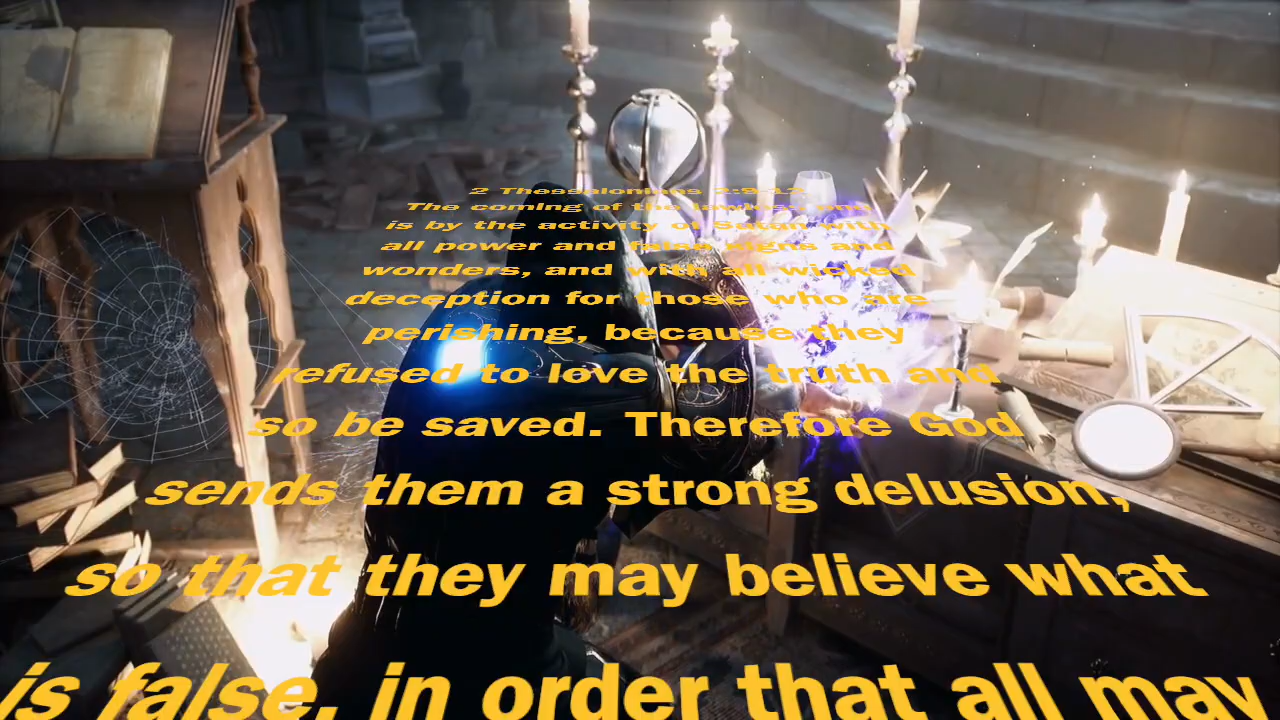 2 Thessalonians 2:9-12
The coming of the lawless one
is by the activity of Satan with
all power and false signs and
wonders, and with all wicked
deception for those who are
perishing, because they
refused to love the truth and
so be saved. Therefore God
sends them a strong delusion,
so that they may believe what
is false, in order that all may